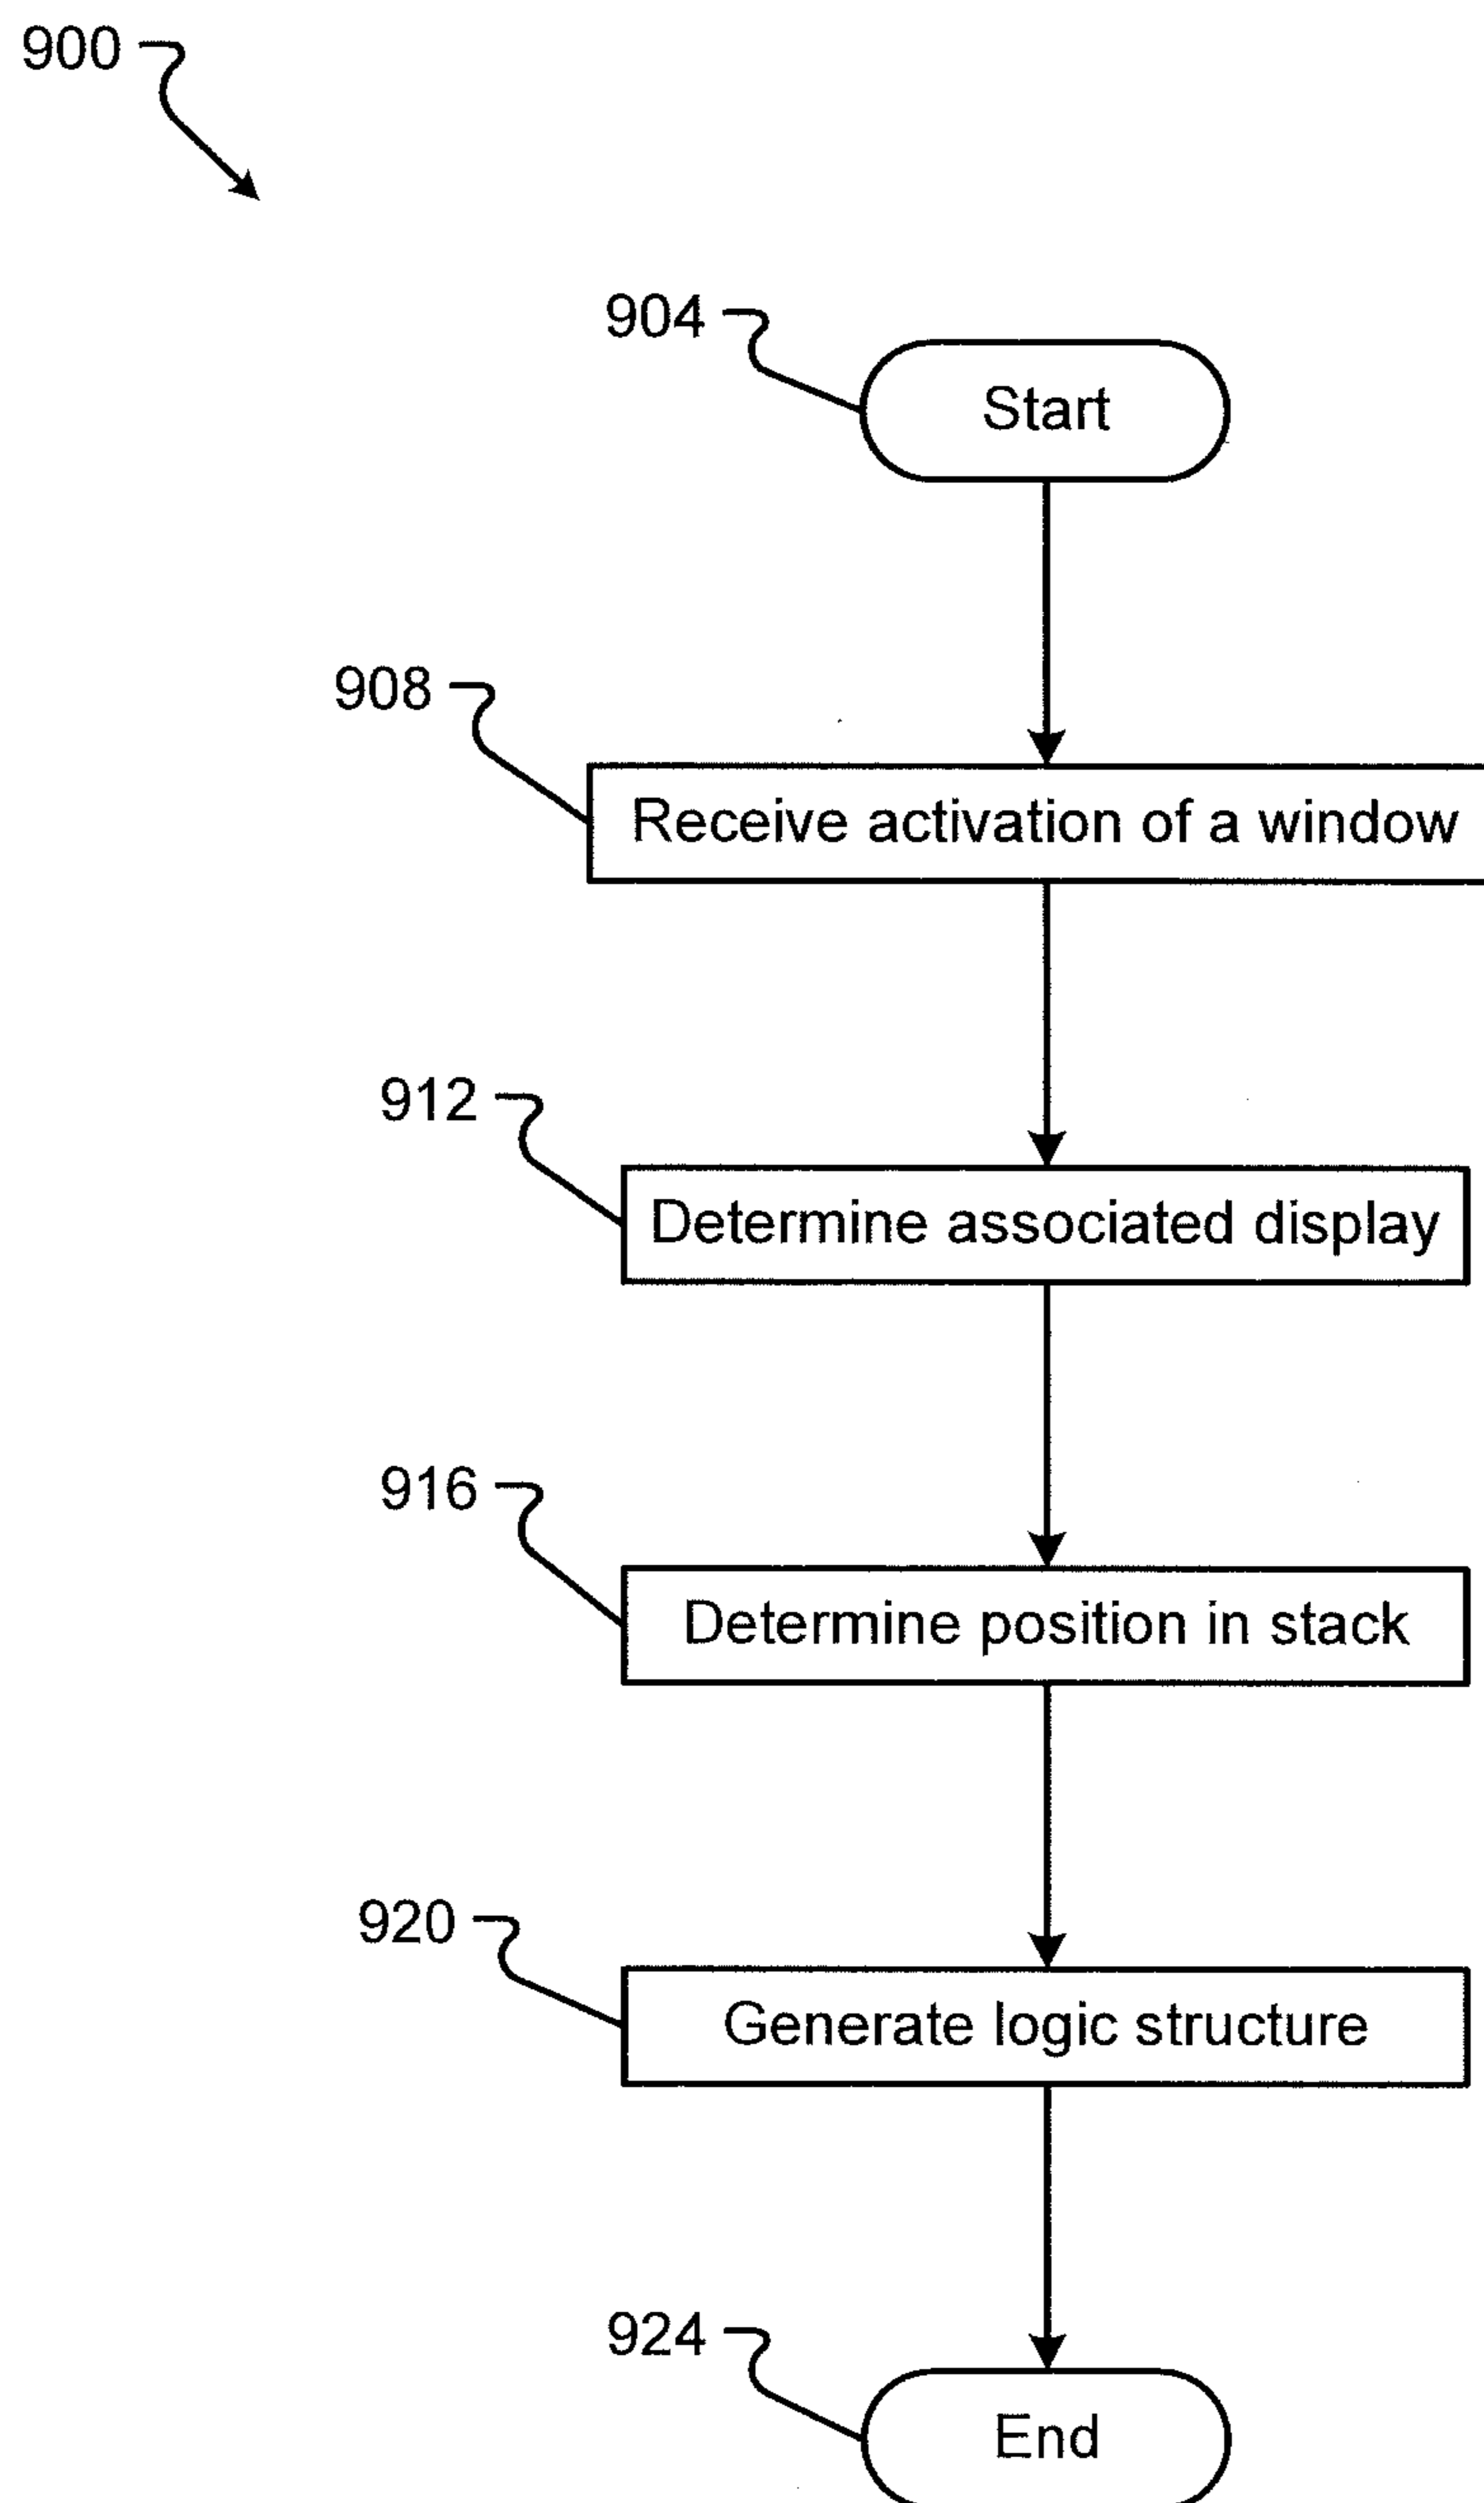 900
904
Start
908
Receive activation of a window
912
Determine associated display
916
Determine position in stack
920
Generate logic structure
924
End